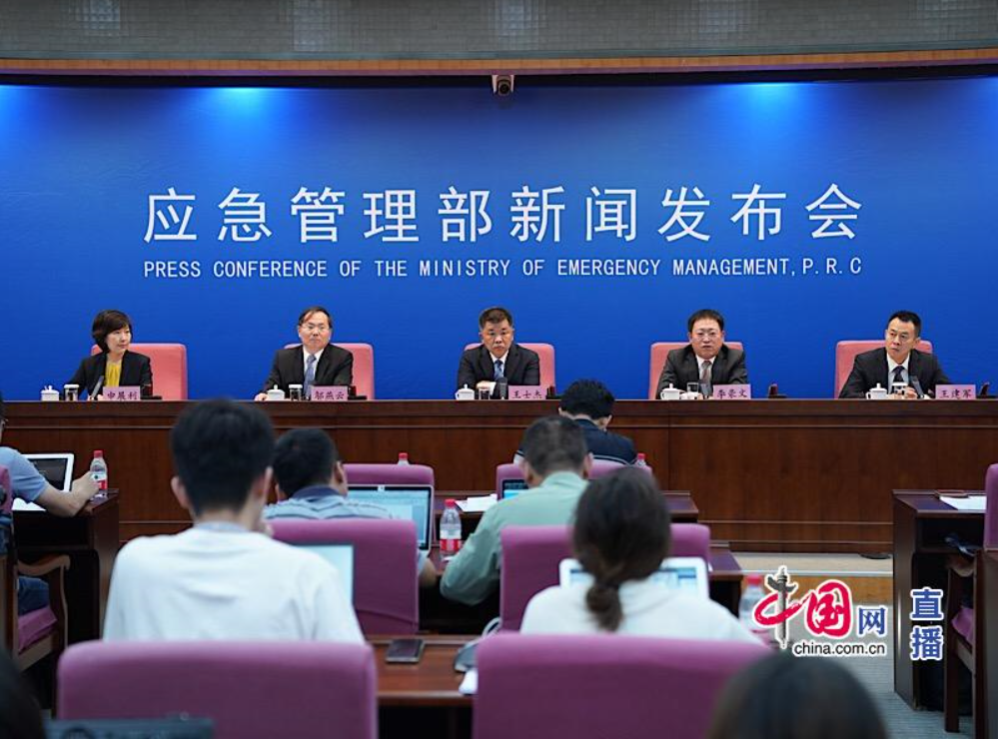 应急管理部新闻发布会
PRESS CONFERENCE OF THE MINISTRY OF EMERGENCY MANAGEMENT, P. R. C
申展利
邬燕云
王士杰
李豪文
王建军
中国网
china.com.cn
直播